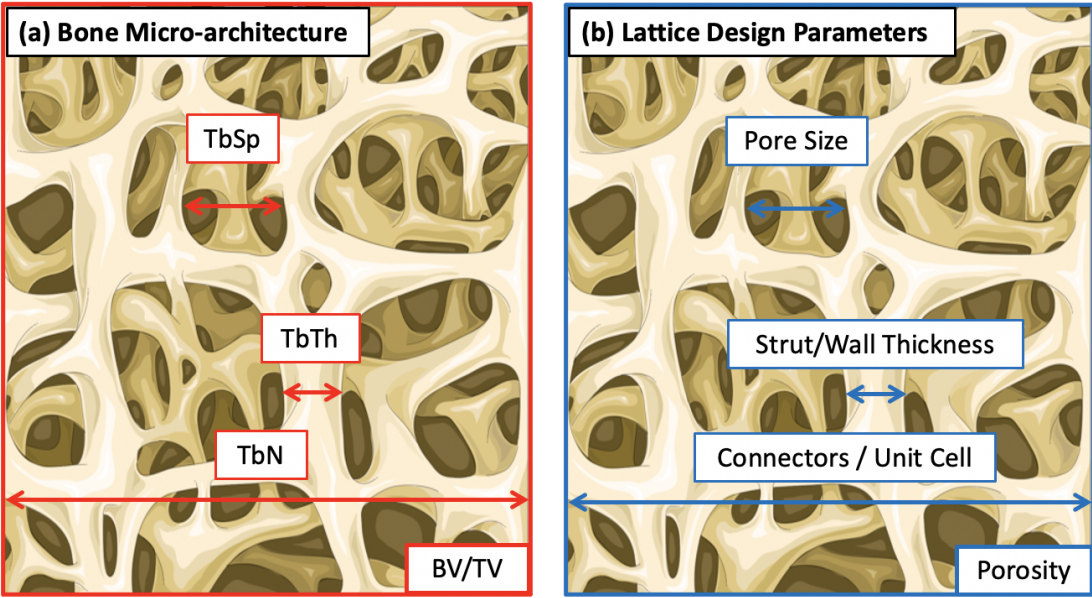 (a) Bone Micro-architecture
TbSp
TbTh
TbN
BV/TV
(b) Lattice Design Parameters
Pore Size
Strut/Wall Thickness
Connectors / Unit Cell
Porosity